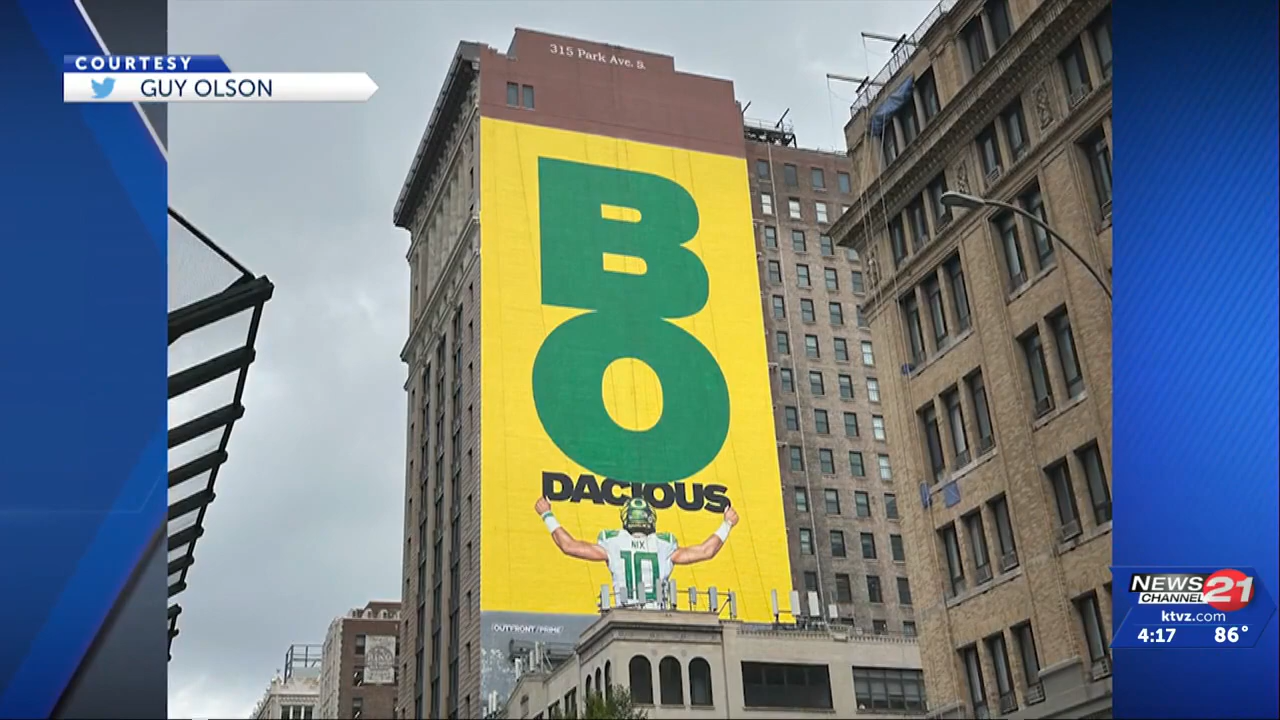 COURTESY
GUY OLSON
315 Park Ave. S.
BO
DACIOUS
NIX
10
OUTFRONT/PRIME
NEWS
CHANNEL 21
ktvz.com
4:17 86°